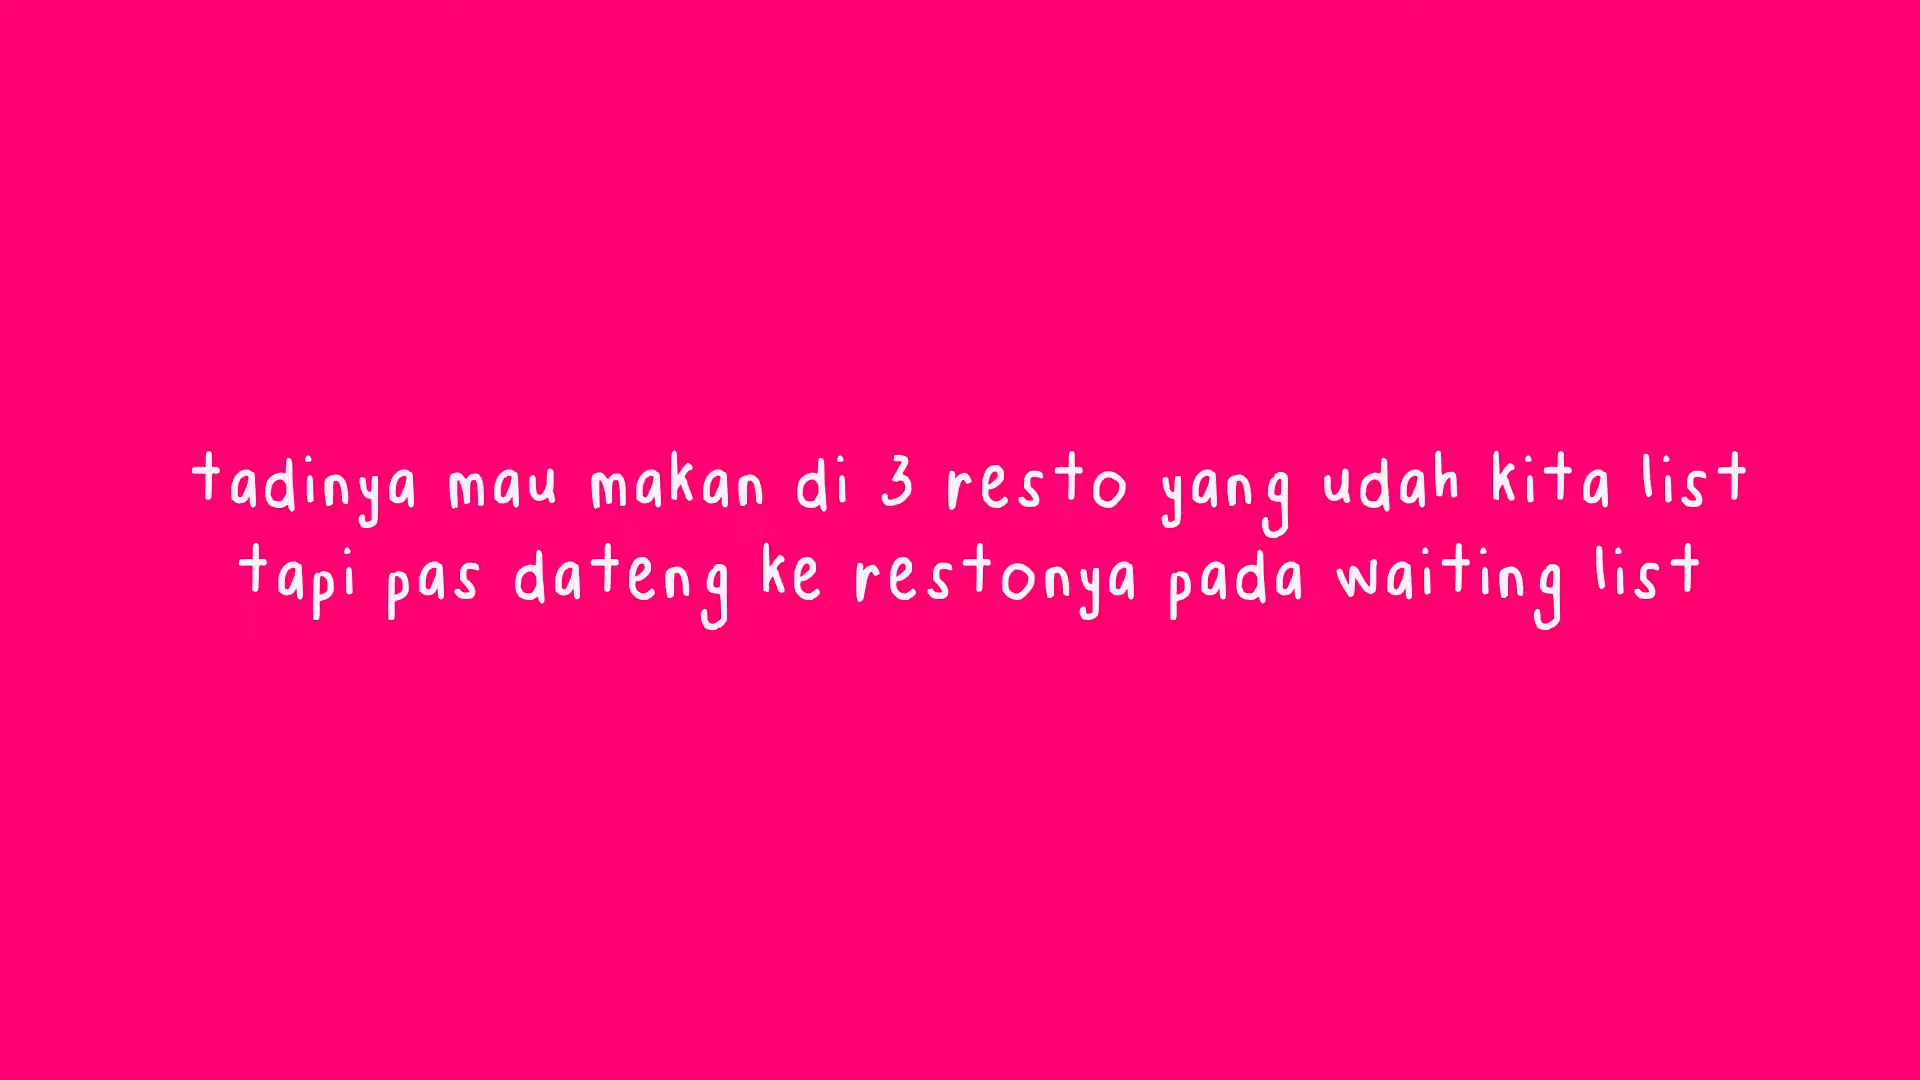 tadinya mau makan di 3 resto yang udah kita list
tapi pas dateng ke restonya pada waiting list